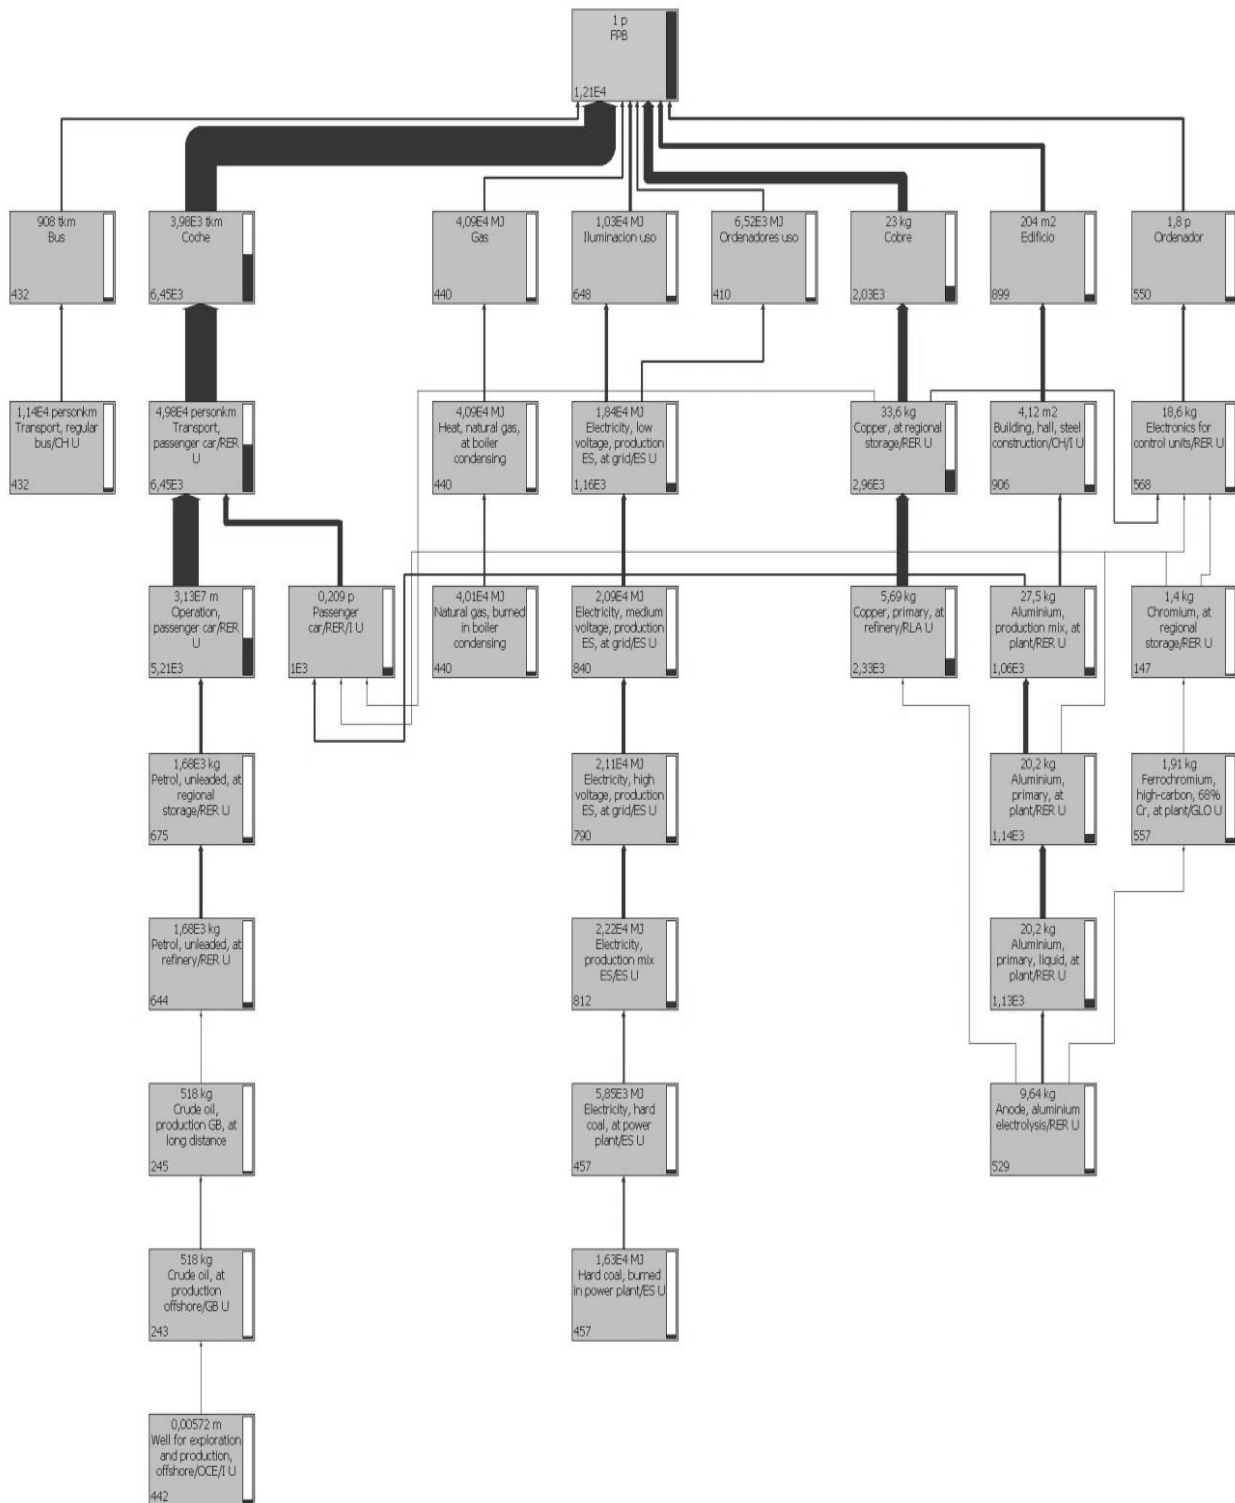 1 p
FPB
1,21E4
908 tkm
Bus
432
3,98E3 tkm
Coche
6,45E3
4,09E4 MJ
Gas
440
1,03E4 MJ
Iluminacion uso
648
6,52E3 MJ
Ordenadores uso
410
23 kg
Cobre
2,03E3
204 m2
Edificio
899
1,8 p
Ordenador
550
1,14E4 personkm
Transport, regular
bus/CH U
432
4,98E4 personkm
Transport,
passenger car/RER
U
6,45E3
4,09E4 MJ
Heat, natural gas,
at boiler
condensing
440
1,84E4 MJ
Electricity, low
voltage, production
ES, at grid/ES U
1,16E3
33,6 kg
Copper, at regional
storage/RER U
2,96E3
4,12 m2
Building, hall, steel
construction/CH/I U
906
18,6 kg
Electronics for
control units/RER U
568
3,13E7 m
Operation,
passenger car/RER
U
5,21E3
0,209 p
Passenger
car/RER/I U
1E3
4,01E4 MJ
Natural gas, burned
in boiler
condensing
440
2,09E4 MJ
Electricity, medium
voltage, production
ES, at grid/ES U
840
5,69 kg
Copper, primary, at
refinery/RLA U
2,33E3
27,5 kg
Aluminium,
production mix, at
plant/RER U
1,06E3
1,4 kg
Chromium, at
regional
storage/RER U
147
1,68E3 kg
Petrol, unleaded, at
regional
storage/RER U
675
2,11E4 MJ
Electricity, high
voltage, production
ES, at grid/ES U
790
20,2 kg
Aluminium,
primary, at
plant/RER U
1,14E3
1,91 kg
Ferrochromium,
high-carbon, 68%
Cr, at plant/GLO U
557
1,68E3 kg
Petrol, unleaded, at
refinery/RER U
644
2,22E4 MJ
Electricity,
production mix
ES/ES U
812
20,2 kg
Aluminium,
primary, liquid, at
plant/RER U
1,13E3
518 kg
Crude oil,
production GB, at
long distance
245
5,85E3 MJ
Electricity, hard
coal, at power
plant/ES U
457
9,64 kg
Anode, aluminium
electrolysis/RER U
529
518 kg
Crude oil, at
production
offshore/GB U
243
1,63E4 MJ
Hard coal, burned
in power plant/ES U
457
0,00572 m
Well for exploration
and production,
offshore/OCE/I U
442